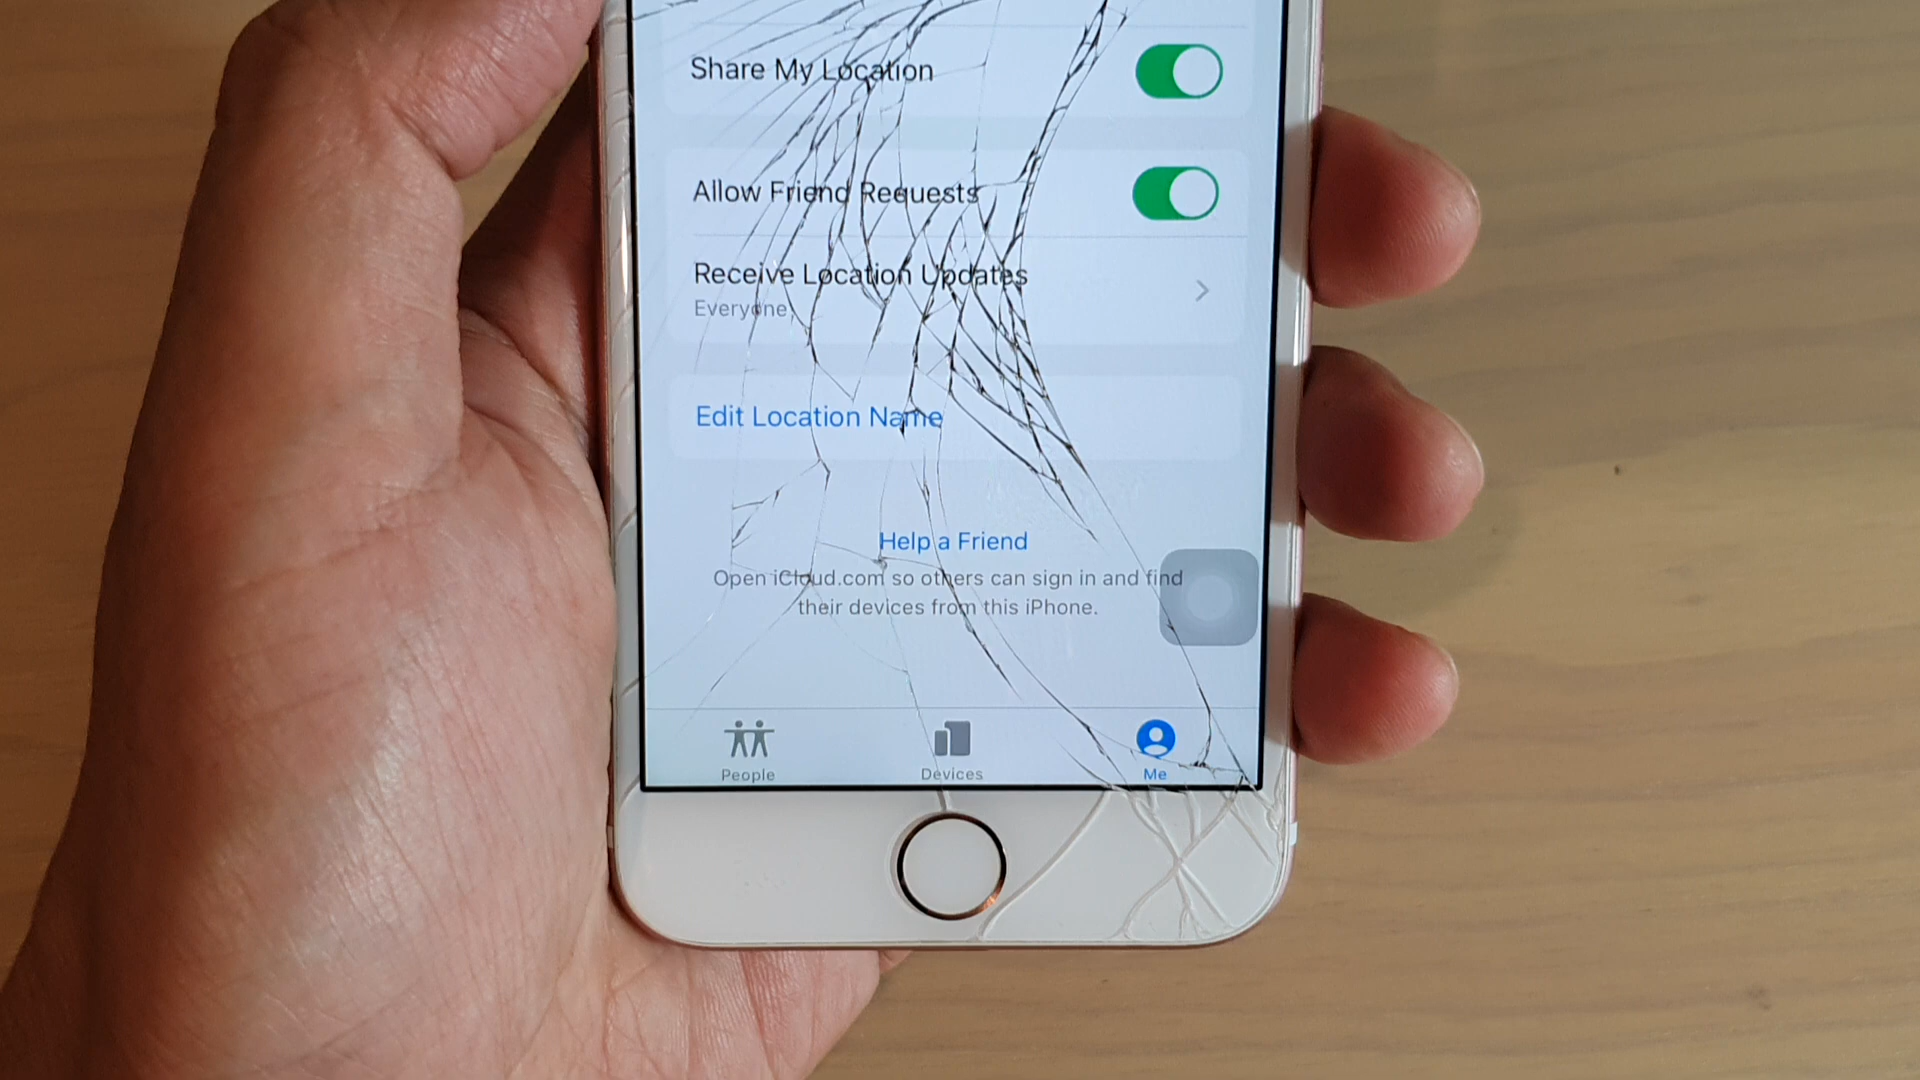 Share My Location
Allow Friend Requests
Receive Location Updates
Everyone
Edit Location Name
Help a Friend
Open iCloud.com so others can sign in and find
their devices from this iPhone.
People
Devices
Me